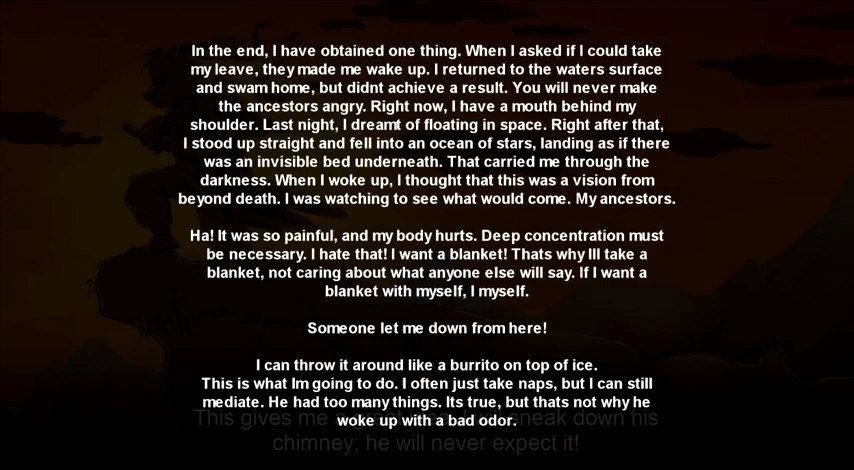 In the end, I have obtained one thing. When I asked if I could take
my leave, they made me wake up. I returned to the waters surface
and swam home, but didnt achieve a result. You will never make
the ancestors angry. Right now, I have a mouth behind my
shoulder. Last night, I dreamt of floating in space. Right after that,
I stood up straight and fell into an ocean of stars, landing as if there
was an invisible bed underneath. That carried me through the
darkness. When I woke up, I thought that this was a vision from
beyond death. I was watching to see what would come. My ancestors.
Ha! It was so painful, and my body hurts. Deep concentration must
be necessary. I hate that! I want a blanket! Thats why Ill take a
blanket, not caring about what anyone else will say. If I want a
blanket with myself, I myself.
Someone let me down from here!
I can throw it around like a burrito on top of ice.
This is what Im going to do. I often just take naps, but I can still
mediate. He had too many things. Its true, but thats not why he
woke up with a bad odor.
This gives me a sneak down his
chimney; he will never expect it!